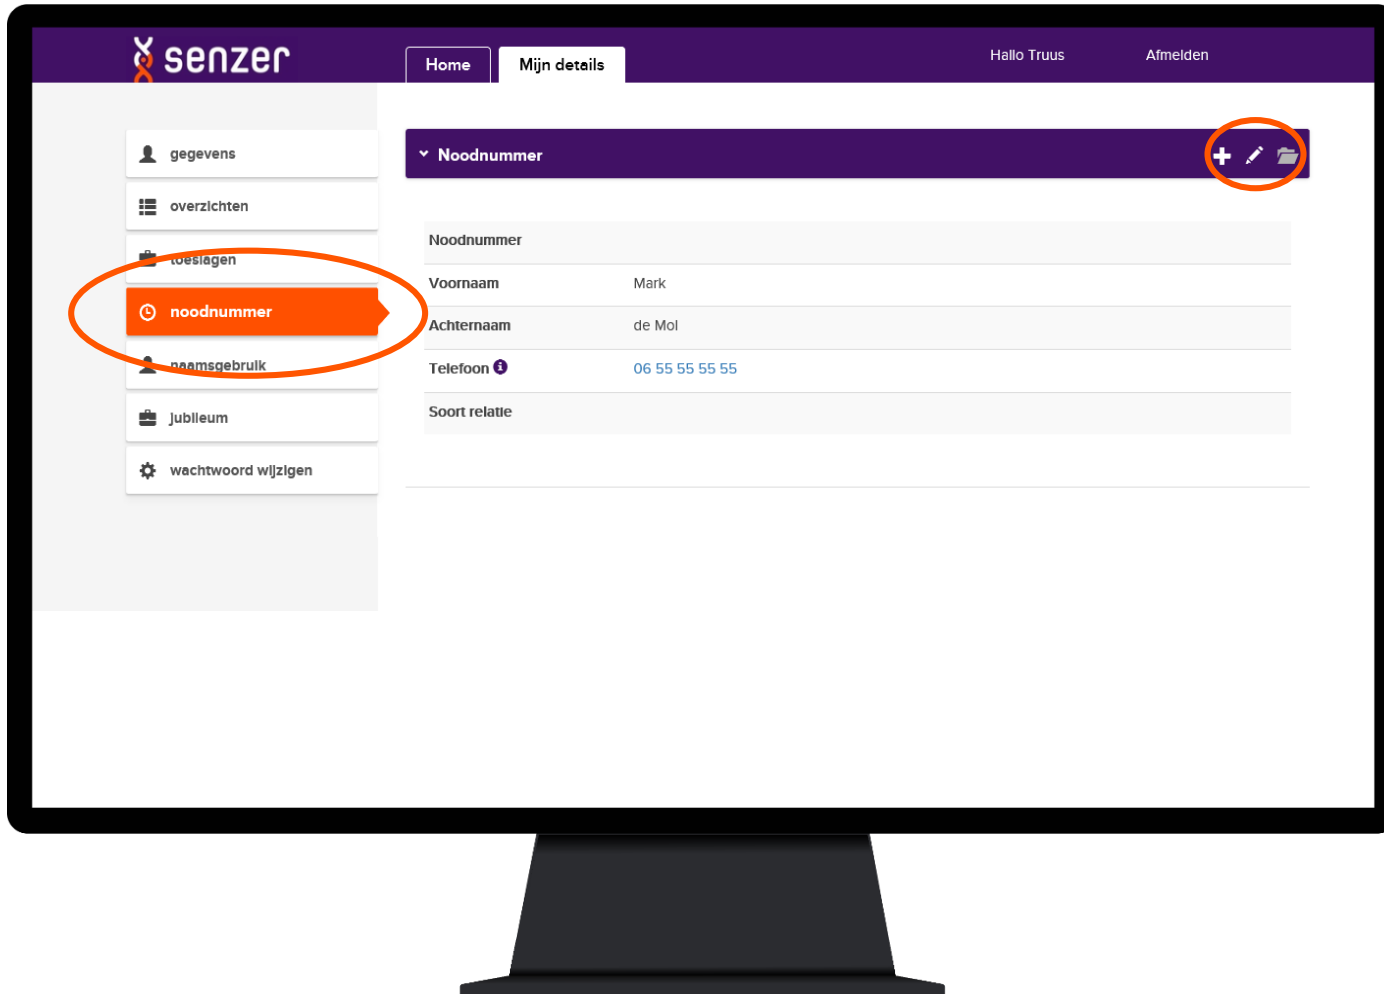 senzer
Home
Mijn details
Hallo Truus
Afmelden
gegevens
overzichten
toeslagen
noodnummer
naamsgebruik
jubileum
wachtwoord wijzigen
Noodnummer
Noodnummer
Voornaam Mark
Achternaam de Mol
Telefoon 06 55 55 55 55
Soort relatie